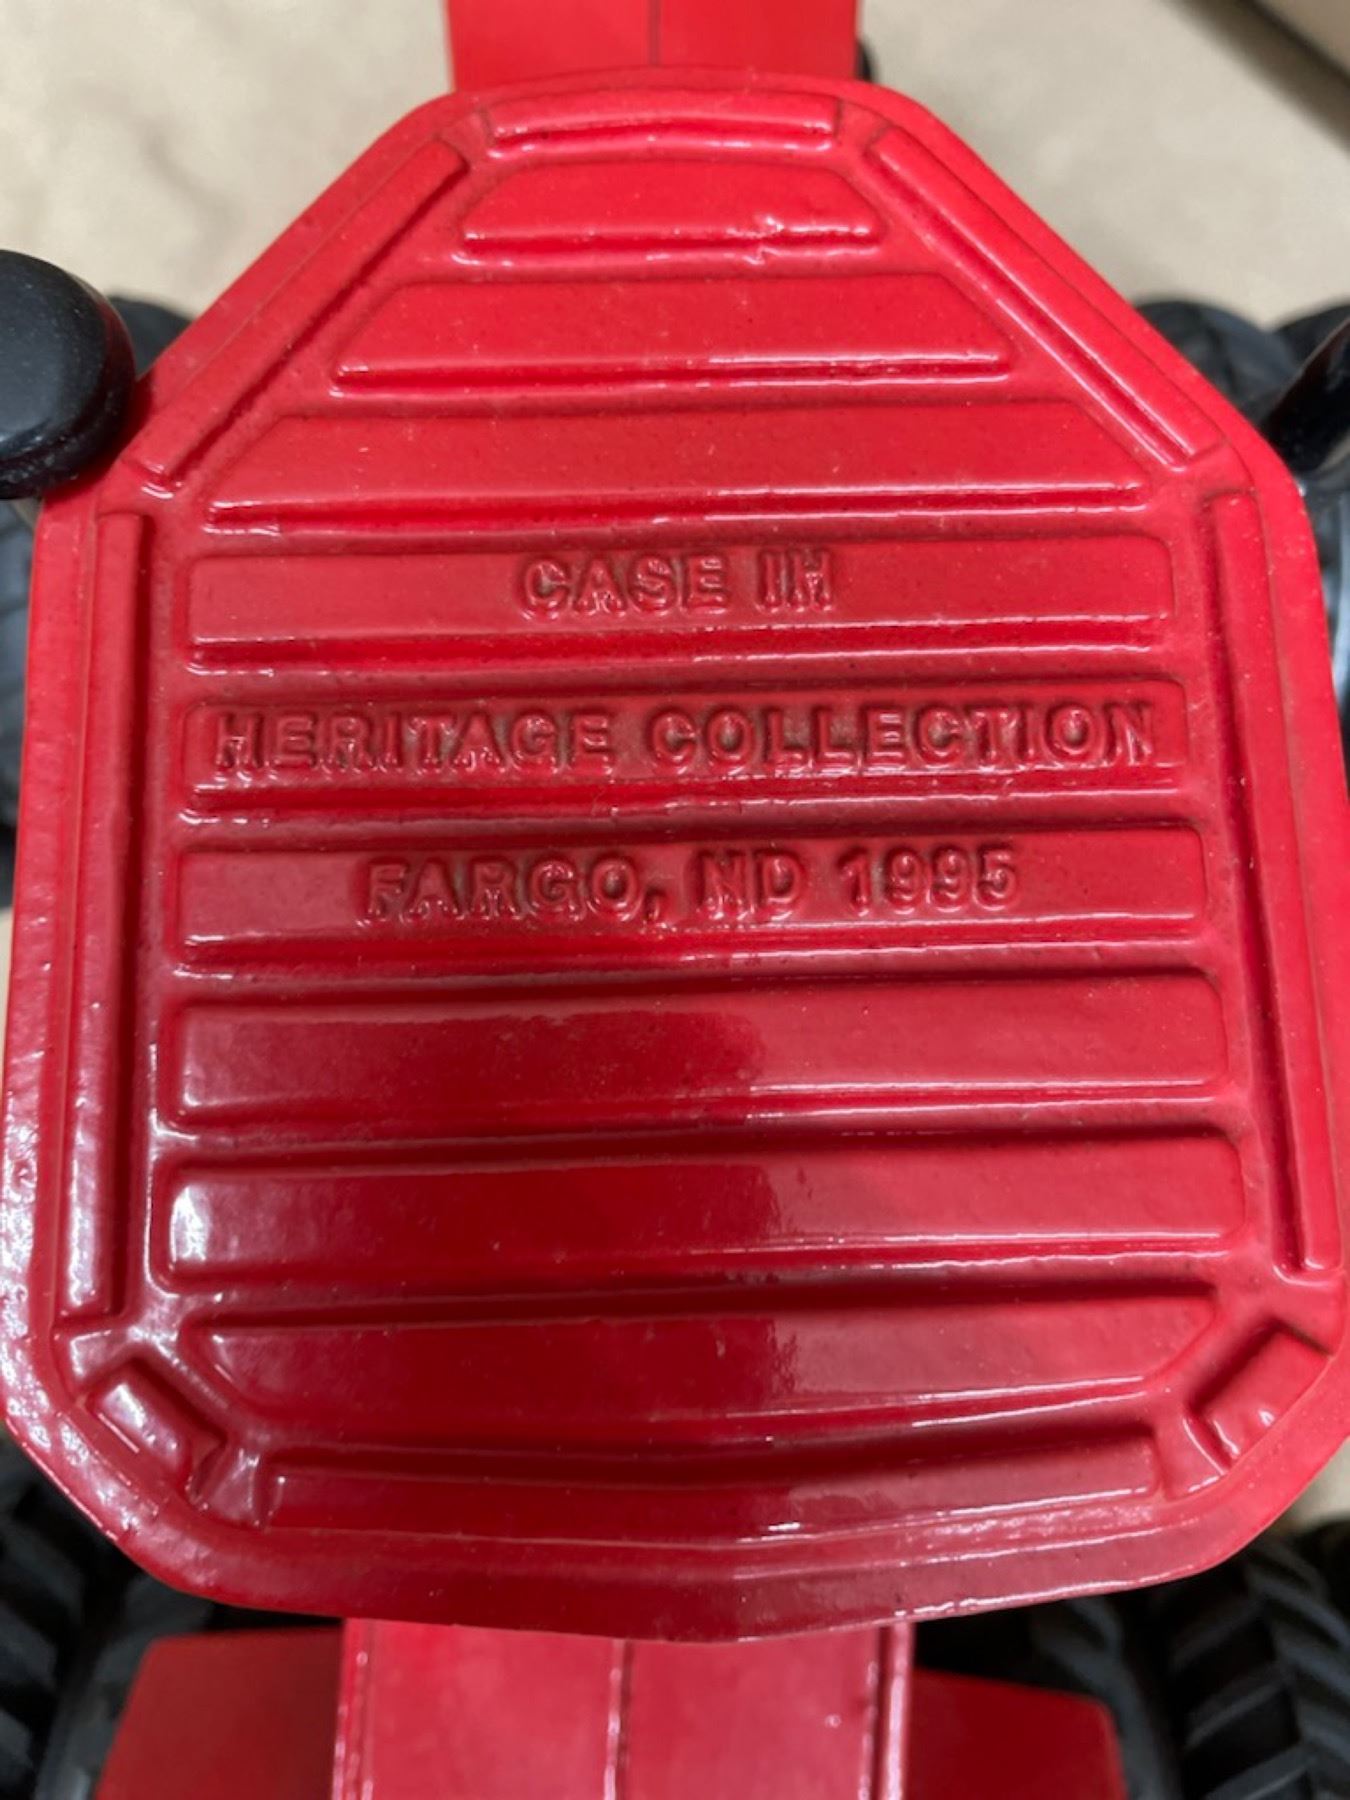 CASE IH
HERITAGE COLLECTION
FARGO, ND 1995